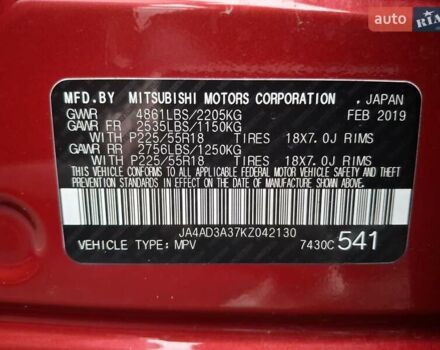 RIA
MFD.BY MITSUBISHI MOTORS CORPORATION , JAPAN
GVWR 4861LBS/2205KG FEB 2019
GAWR FR 2535LBS/1150KG
WITH P225/55R18 TIRES 18X7.0J RIMS
GAWR RR 2756LBS/1250KG
WITH P225/55R18 TIRES 18X7.0J RIMS
THIS VEHICLE CONFORMS TO ALL APPLICABLE FEDERAL MOTOR VEHICLE
SAFETY AND THEFT PREVENTION STANDARDS IN EFFECT ON THE DATE OF
MANUFACTURE SHOWN ABOVE.
JA4AD3A37KZ042130
VEHICLE TYPE: MPV 7430C 541